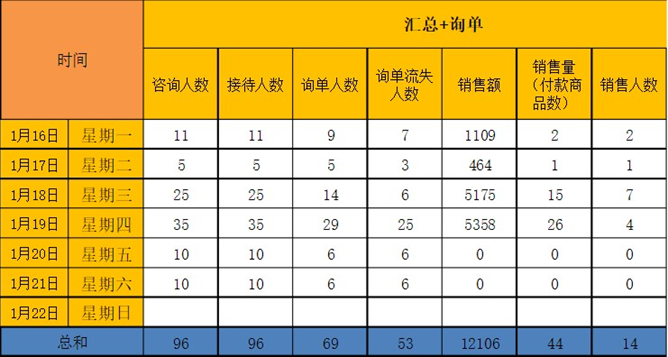 时间 汇总+询单
咨询人数 接待人数 询单人数 询单流失人数 销售额 销售量（付款商品数） 销售人数
1月16日 星期一 11 11 9 7 1109 2 2
1月17日 星期二 5 5 5 3 464 1 1
1月18日 星期三 25 25 14 6 5175 15 7
1月19日 星期四 35 35 29 25 5358 26 4
1月20日 星期五 10 10 6 6 0 0 0
1月21日 星期六 10 10 6 6 0 0 0
1月22日 星期日
总和 96 96 69 53 12106 44 14